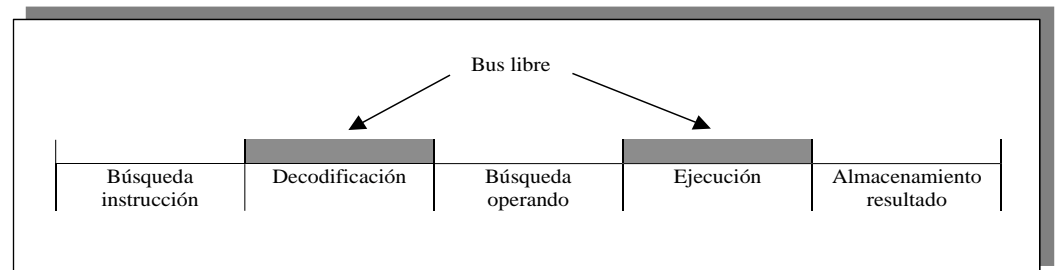 Bus libre
Búsqueda
instrucción
Decodificación
Búsqueda
operando
Ejecución
Almacenamiento
resultado